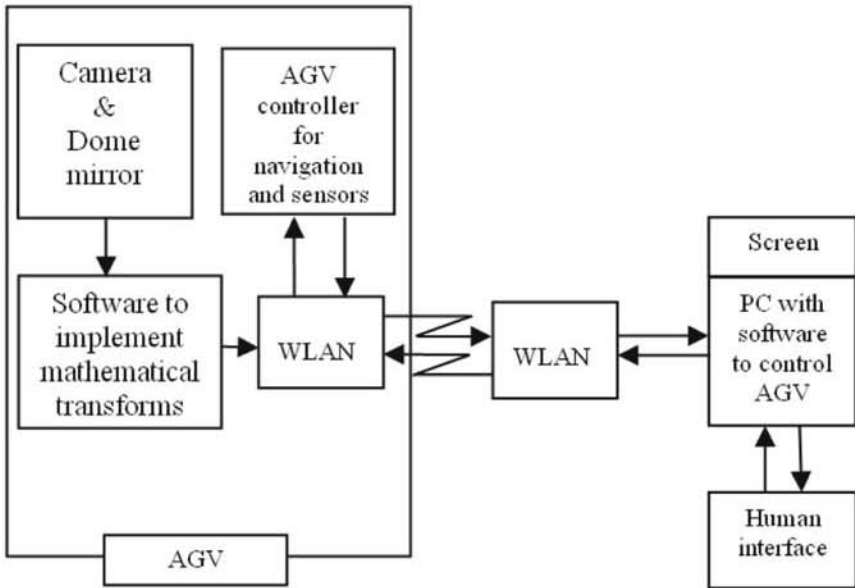 Camera
&
Dome
mirror
AGV
controller
for
navigation
and sensors
Software to
implement
mathematical
transforms
WLAN
WLAN
Screen
PC with
software
to control
AGV
Human
interface
AGV